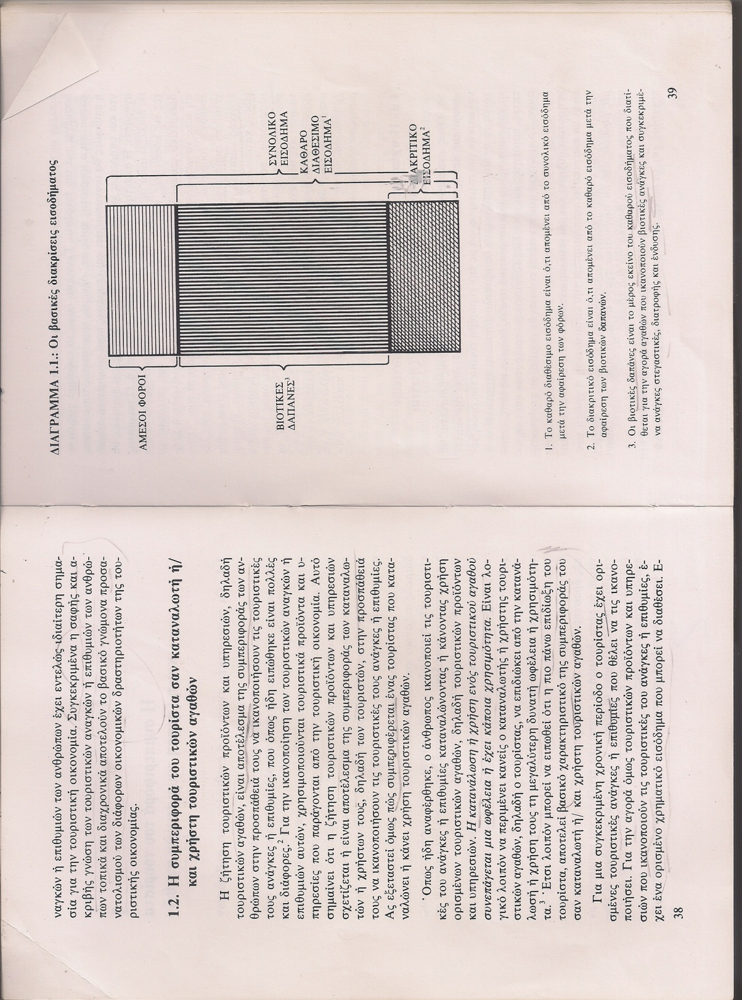 ναγκών ή επιθυμιών των ανθρώπων έχει εντελώς ιδιαίτερη σημα-
σία για την τουριστική οικονομία. Συγκεκριμένα η σαφής και α-
κριβής γνώση των τουριστικών αναγκών ή επιθυμιών των ανθρώ-
πων τοπικά και διαχρονικά αποτελούν το βασικό γνώμονα προσα-
νατολισμού των διάφορων οικονομικών δραστηριοτήτων της του-
ριστικής οικονομίας.
1.2. Η συμπεριφορά του τουρίστα σαν καταναλωτή ή/
και χρήστη τουριστικών αγαθών
Η ζήτηση τουριστικών προϊόντων και υπηρεσιών, δηλαδή
τουριστικών αγαθών, είναι αποτέλεσμα της συμπεριφοράς των αν-
θρώπων στην προσπάθειά τους να ικανοποιήσουν τις τουριστικές
τους ανάγκες ή επιθυμίες, που όπως ήδη ειπώθηκε είναι πολλές
και διάφορες.² Για την ικανοποίηση των τουριστικών αναγκών ή
επιθυμιών αυτών, χρησιμοποιούνται τουριστικά προϊόντα και υ-
πηρεσίες που παράγονται από την τουριστική οικονομία. Αυτό
σημαίνει ότι η ζήτηση τουριστικών προϊόντων και υπηρεσιών
σχετίζεται ή είναι αποτέλεσμα της συμπεριφοράς των καταναλω-
τών ή χρήστων τους, δηλαδή των τουριστών, στην προσπάθειά
τους να ικανοποιήσουν τις τουριστικές τους ανάγκες ή επιθυμίες.
Ας εξεταστεί όμως πώς συμπεριφέρεται ένας τουρίστας που κατα-
ναλώνει ή κάνει χρήση τουριστικών αγαθών.
Όπως ήδη αναφέρθηκε, ο άνθρωπος ικανοποιεί τις τουριστι-
κές του ανάγκες ή επιθυμίες καταναλώνοντας ή κάνοντας χρήση
ορισμένων τουριστικών αγαθών, δηλαδή τουριστικών προϊόντων
και υπηρεσιών. Η κατανάλωση ή χρήση ενός τουριστικού αγαθού
συνεπάγεται μια ωφέλεια ή έχει κάποια χρησιμότητα. Είναι λο-
γικό λοιπόν να περιμένει κανείς ο καταναλωτής ή χρήστης τουρι-
στικών αγαθών, δηλαδή ο τουρίστας, να επιδιώκει από την κατανά-
λωσή ή χρήση τους τη μεγαλύτερη δυνατή ωφέλεια ή χρησιμότη-
τα.³ Έτσι λοιπόν μπορεί να ειπωθεί ότι η πιο πάνω επιδίωξη του
τουρίστα, αποτελεί βασικό χαρακτηριστικό της συμπεριφοράς του
σαν καταναλωτή ή/ και χρήστη τουριστικών αγαθών.
Για μια συγκεκριμένη χρονική περίοδο ο τουρίστας έχει ορι-
σμένες τουριστικές ανάγκες ή επιθυμίες που θέλει να τις ικανο-
ποιήσει. Για την αγορά όμως τουριστικών προϊόντων και υπηρε-
σιών που ικανοποιούν τις τουριστικές του ανάγκες ή επιθυμίες, έ-
χει ένα ορισμένο χρηματικό εισόδημα που μπορεί να διαθέσει. Ε-
38
ΔΙΑΓΡΑΜΜΑ 1.1.: Οι βασικές διακρίσεις εισοδήματος
ΑΜΕΣΟΙ ΦΟΡΟΙ
ΒΙΟΤΙΚΕΣ
ΔΑΠΑΝΕΣ³
ΣΥΝΟΛΙΚΟ
ΕΙΣΟΔΗΜΑ
ΚΑΘΑΡΟ
ΔΙΑΘΕΣΙΜΟ
ΕΙΣΟΔΗΜΑ¹
ΔΙΑΚΡΙΤΙΚΟ
ΕΙΣΟΔΗΜΑ²
1. Το καθαρό διαθέσιμο εισόδημα είναι ό,τι απομένει από το συνολικό εισόδημα
μετά την αφαίρεση των φόρων.
2. Το διακριτικό εισόδημα είναι ό,τι απομένει από το καθαρό εισόδημα μετά την
αφαίρεση των βιοτικών δαπανών.
3. Οι βιοτικές δαπάνες είναι το μέρος εκείνο του καθαρού εισοδήματος που διατί-
θεται για την αγορά αγαθών που ικανοποιούν βιοτικές ανάγκες και συγκεκριμέ-
να ανάγκες στεγαστικές, διατροφής και ένδυσης.
39